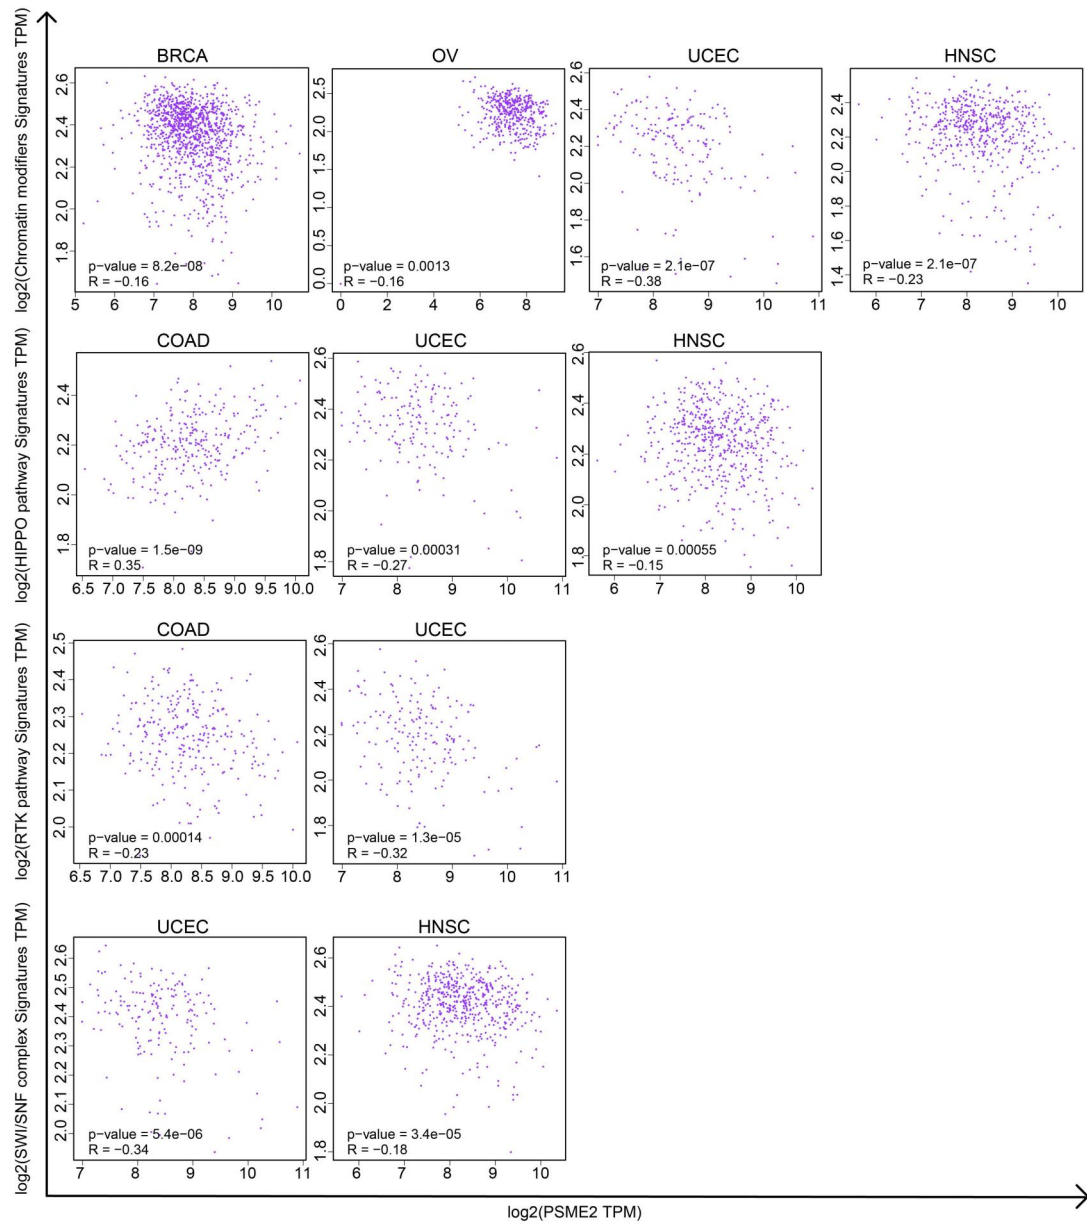 log2(Chromatin modifiers Signatures TPM)
BRCA
2.6
2.4
2.2
2.0
1.8
p−value = 8.2e−08
R = −0.16
5 6 7 8 9 10
OV
2.5
2.0
1.5
1.0
0.5
0.0
p−value = 0.0013
R = −0.16
0 2 4 6 8
UCEC
2.6
2.4
2.2
2.0
1.8
1.6
p−value = 2.1e−07
R = −0.38
7 8 9 10 11
HNSC
2.4
2.2
2.0
1.8
1.6
1.4
p−value = 2.1e−07
R = −0.23
6 7 8 9 10
log2(HIPPO pathway Signatures TPM)
COAD
2.4
2.2
2.0
1.8
p−value = 1.5e−09
R = 0.35
6.5 7.0 7.5 8.0 8.5 9.0 9.5 10.0
UCEC
2.6
2.4
2.2
2.0
1.8
p−value = 0.00031
R = −0.27
7 8 9 10 11
HNSC
2.6
2.4
2.2
2.0
1.8
p−value = 0.00055
R = −0.15
6 7 8 9 10
log2(RTK pathway Signatures TPM)
COAD
2.5
2.4
2.3
2.2
2.1
2.0
p−value = 0.00014
R = −0.23
6.5 7.0 7.5 8.0 8.5 9.0 9.5 10.0
UCEC
2.6
2.4
2.2
2.0
1.8
p−value = 1.3e−05
R = −0.32
7 8 9 10 11
log2(SWI/SNF complex Signatures TPM)
UCEC
2.6
2.5
2.4
2.3
2.2
2.1
2.0
p−value = 5.4e−06
R = −0.34
7 8 9 10 11
HNSC
2.6
2.4
2.2
2.0
1.8
p−value = 3.4e−05
R = −0.18
6 7 8 9 10
log2(PSME2 TPM)